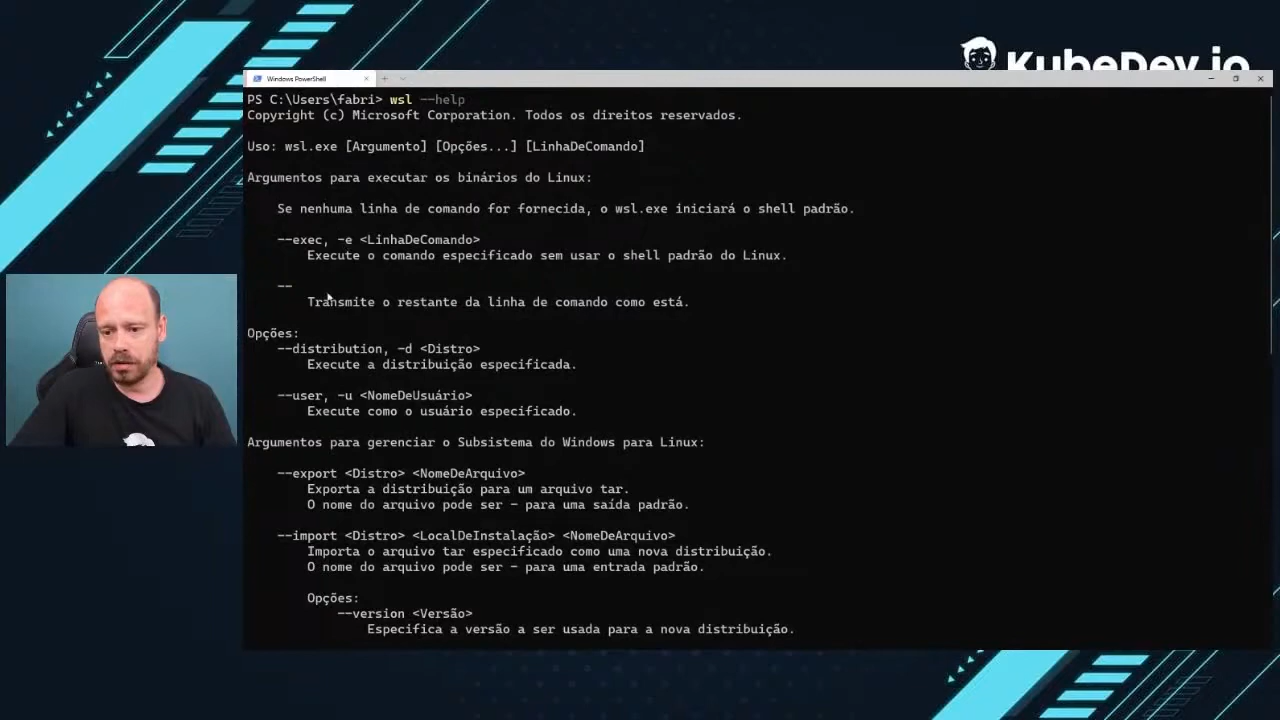 KubeDev.io
Windows PowerShell
PS C:\Users\fabri> wsl --help
Copyright (c) Microsoft Corporation. Todos os direitos reservados.
Uso: wsl.exe [Argumento] [Opções...] [LinhaDeComando]
Argumentos para executar os binários do Linux:
Se nenhuma linha de comando for fornecida, o wsl.exe iniciará o shell padrão.
--exec, -e <LinhaDeComando>
Execute o comando especificado sem usar o shell padrão do Linux.
--
Transmite o restante da linha de comando como está.
Opções:
--distribution, -d <Distro>
Execute a distribuição especificada.
--user, -u <NomeDeUsuário>
Execute como o usuário especificado.
Argumentos para gerenciar o Subsistema do Windows para Linux:
--export <Distro> <NomeDeArquivo>
Exporta a distribuição para um arquivo tar.
O nome do arquivo pode ser - para uma saída padrão.
--import <Distro> <LocalDeInstalação> <NomeDeArquivo>
Importa o arquivo tar especificado como uma nova distribuição.
O nome do arquivo pode ser - para uma entrada padrão.
Opções:
--version <Versão>
Especifica a versão a ser usada para a nova distribuição.